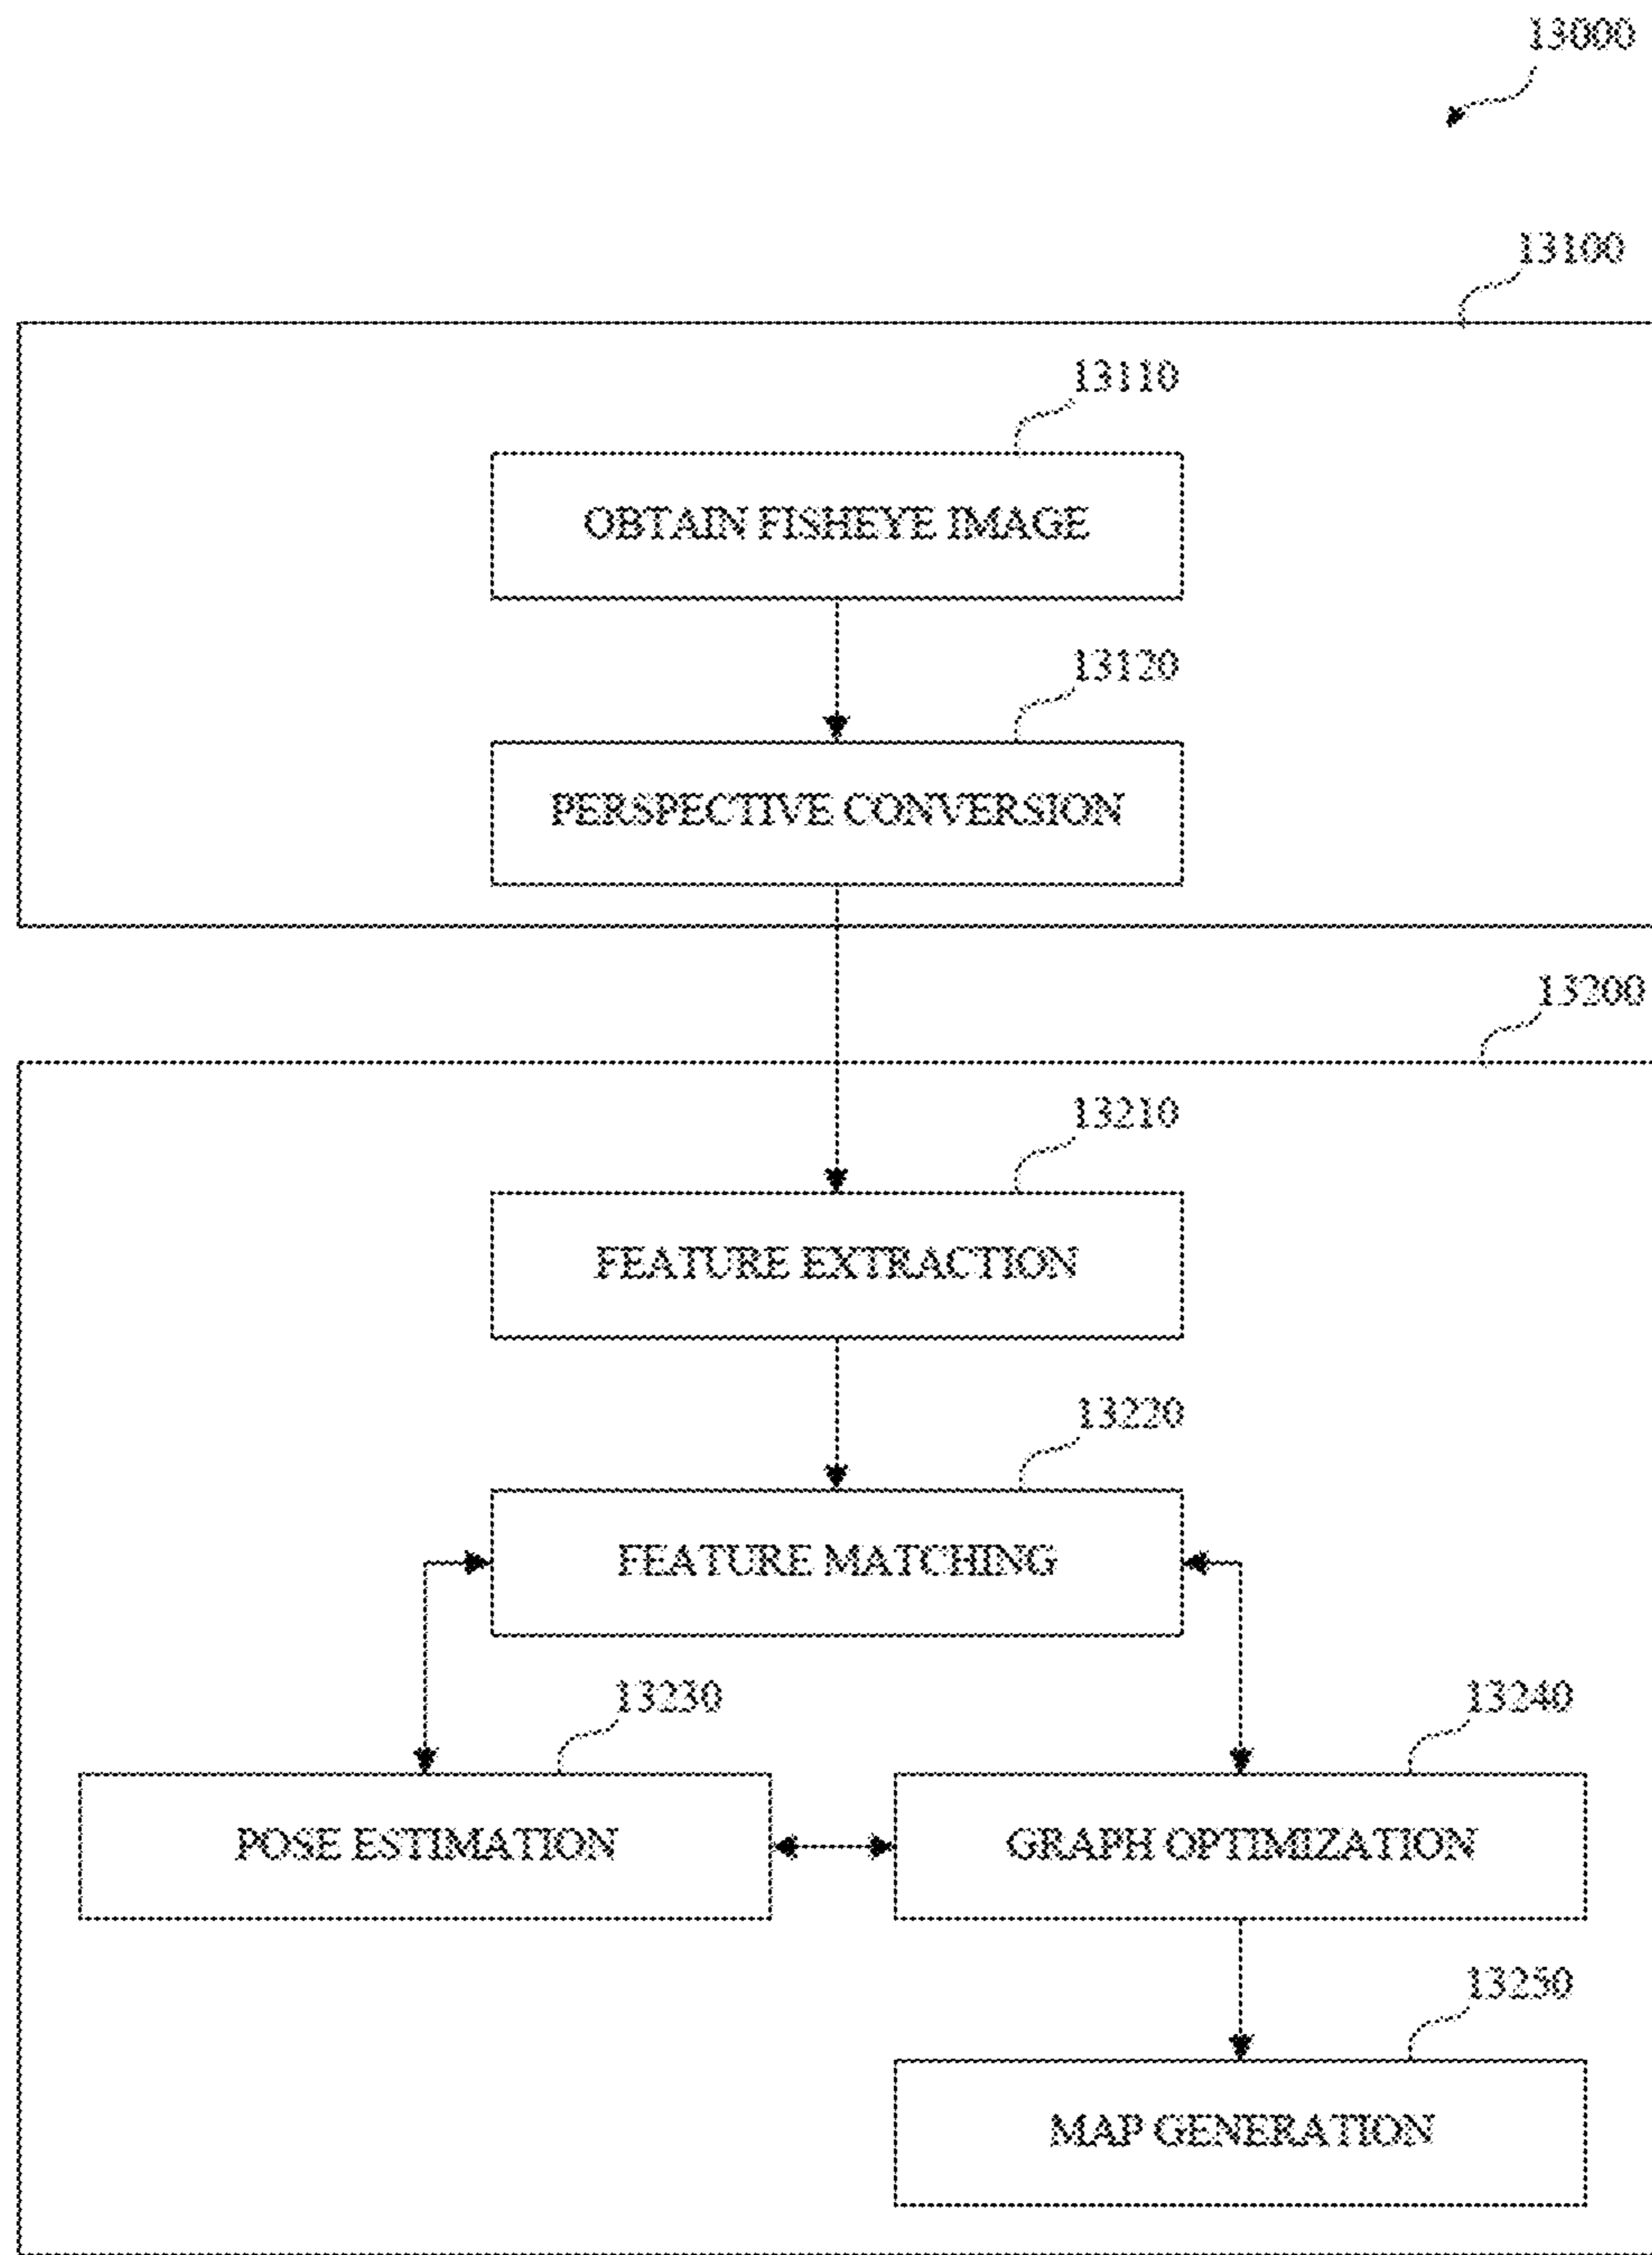 13000
13100
13110
OBTAIN FISHEYE IMAGE
13120
PERSPECTIVE CONVERSION
13200
13210
FEATURE EXTRACTION
13220
FEATURE MATCHING
13230
13240
POSE ESTIMATION
GRAPH OPTIMIZATION
13250
MAP GENERATION